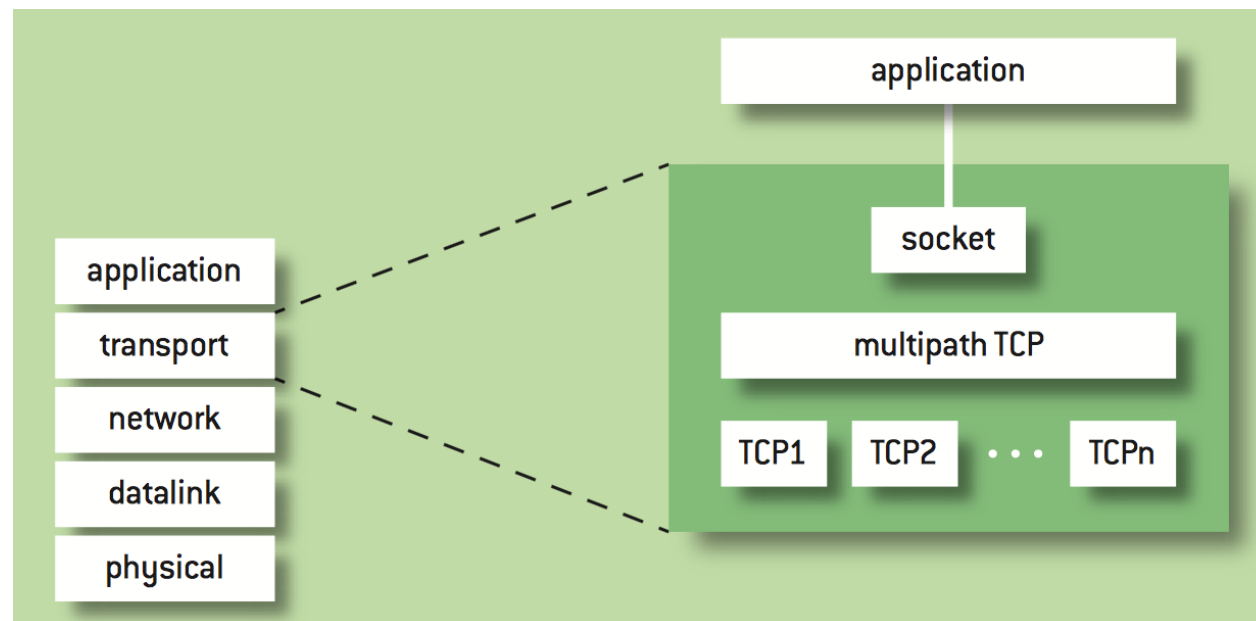 application
transport
network
datalink
physical
application
socket
multipath TCP
TCP1 TCP2 ... TCPn